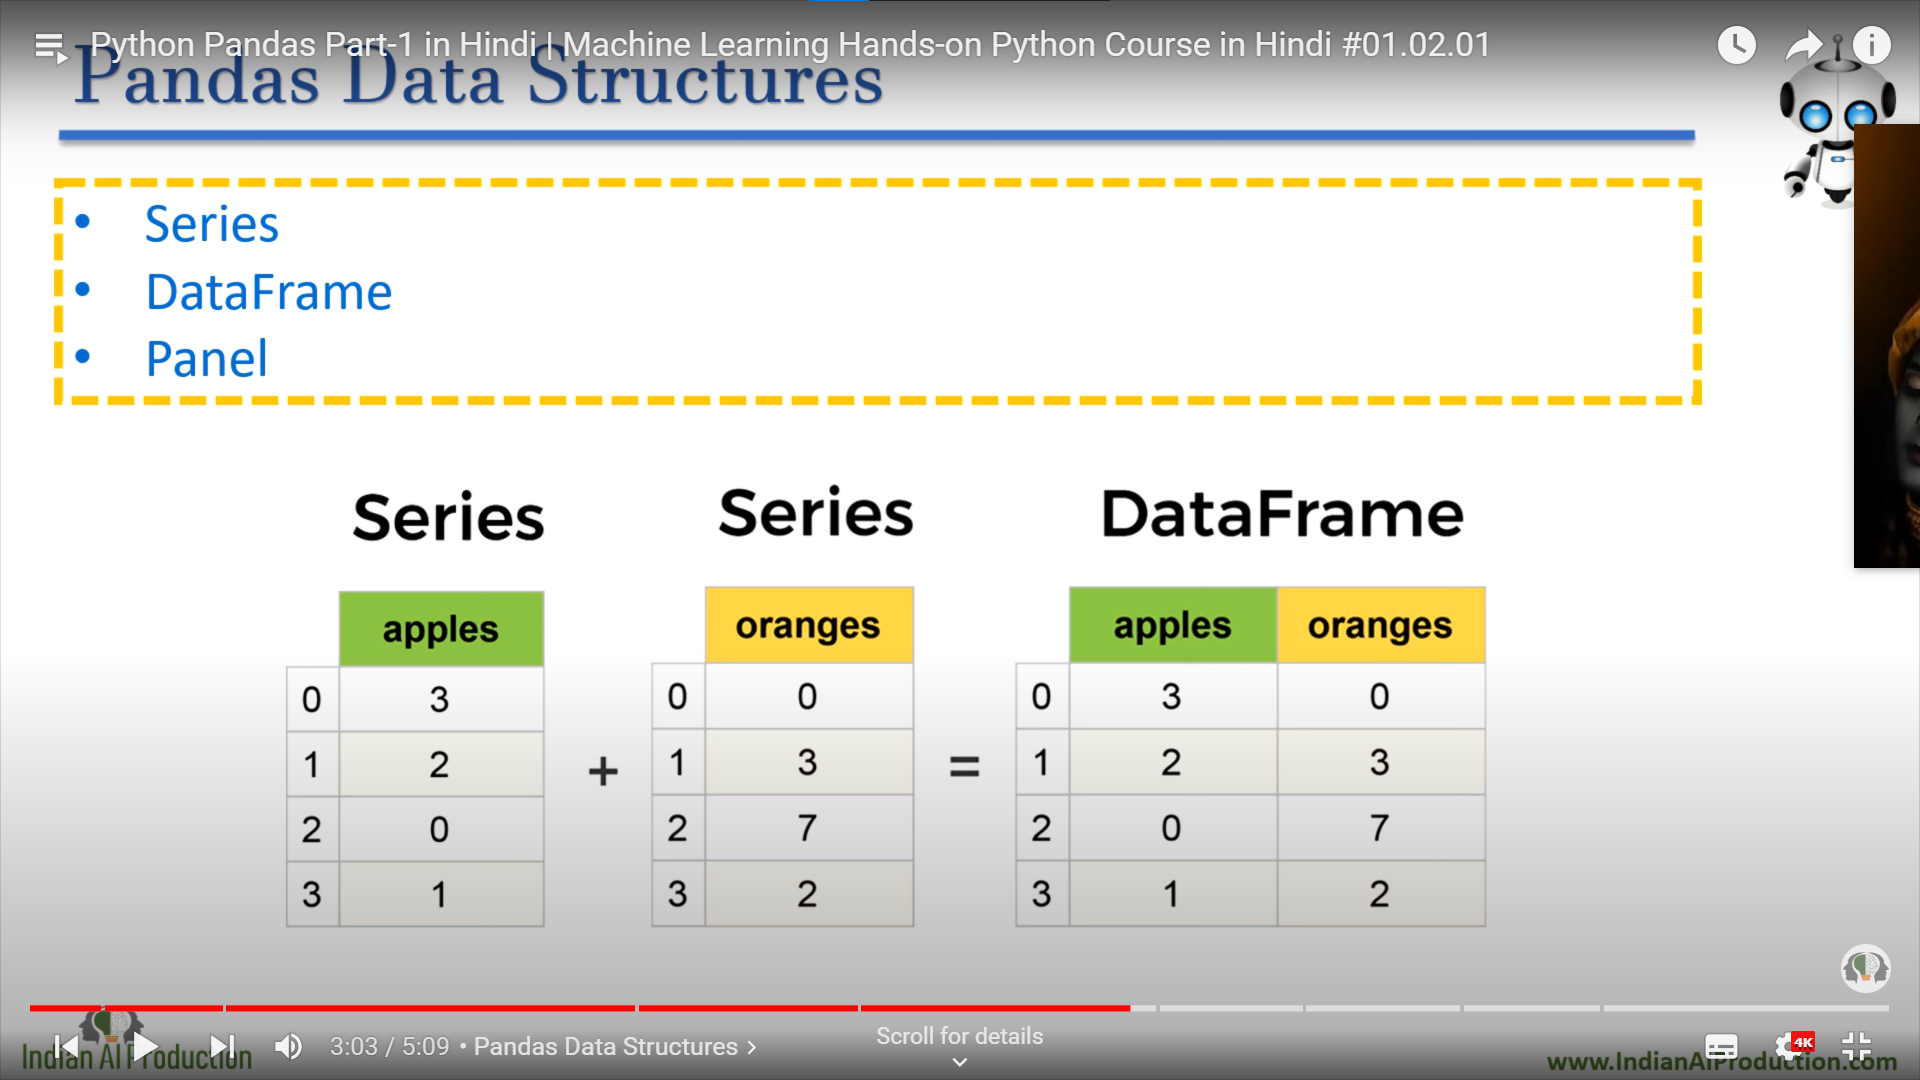 Python Pandas Part-1 in Hindi | Machine Learning Hands-on Python Course in Hindi #01.02.01
Pandas Data Structures
• Series
• DataFrame
• Panel
Series Series DataFrame
apples oranges apples oranges
0 3 0 0 0 3 0
1 2 + 1 3 = 1 2 3
2 0 2 7 2 0 7
3 1 3 2 3 1 2
Scroll for details
3:03 / 5:09 • Pandas Data Structures
4K
Indian AI Production
www.IndianAIProduction.com